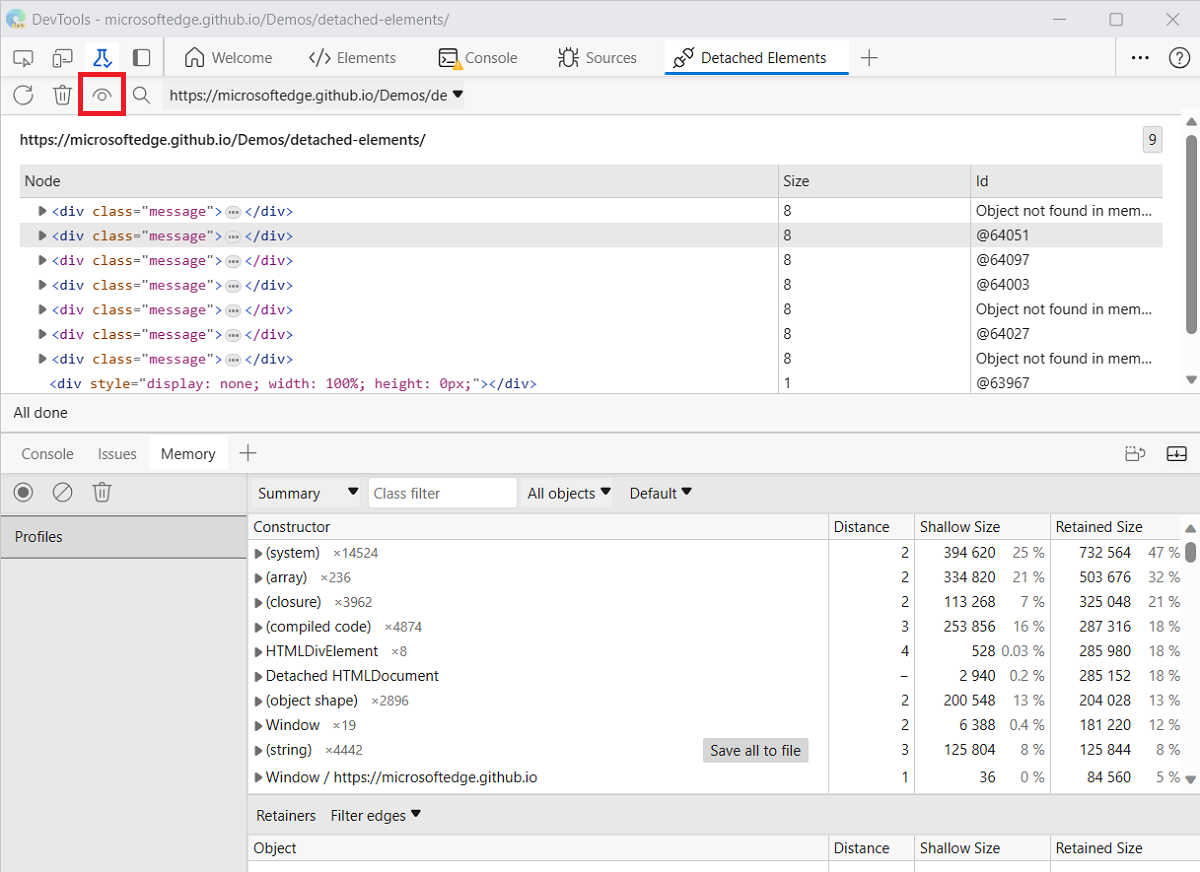 DevTools - microsoftedge.github.io/Demos/detached-elements/
Welcome </> Elements Console Sources Detached Elements
https://microsoftedge.github.io/Demos/de
https://microsoftedge.github.io/Demos/detached-elements/ 9
Node Size Id
<div class="message"> … </div> 8 Object not found in mem...
<div class="message"> … </div> 8 @64051
<div class="message"> … </div> 8 @64097
<div class="message"> … </div> 8 @64003
<div class="message"> … </div> 8 Object not found in mem...
<div class="message"> … </div> 8 @64027
<div class="message"> … </div> 8 Object not found in mem...
<div style="display: none; width: 100%; height: 0px;"></div> 1 @63967
All done
Console Issues Memory
Summary Class filter All objects Default
Profiles
Constructor Distance Shallow Size Retained Size
(system) ×14524 2 394 620 25 % 732 564 47 %
(array) ×236 2 334 820 21 % 503 676 32 %
(closure) ×3962 2 113 268 7 % 325 048 21 %
(compiled code) ×4874 3 253 856 16 % 287 316 18 %
HTMLDivElement ×8 4 528 0.03 % 285 980 18 %
Detached HTMLDocument – 2 940 0.2 % 285 152 18 %
(object shape) ×2896 2 200 548 13 % 204 028 13 %
Window ×19 2 6 388 0.4 % 181 220 12 %
(string) ×4442 Save all to file 3 125 804 8 % 125 844 8 %
Window / https://microsoftedge.github.io 1 36 0 % 84 560 5 %
Retainers Filter edges
Object Distance Shallow Size Retained Size